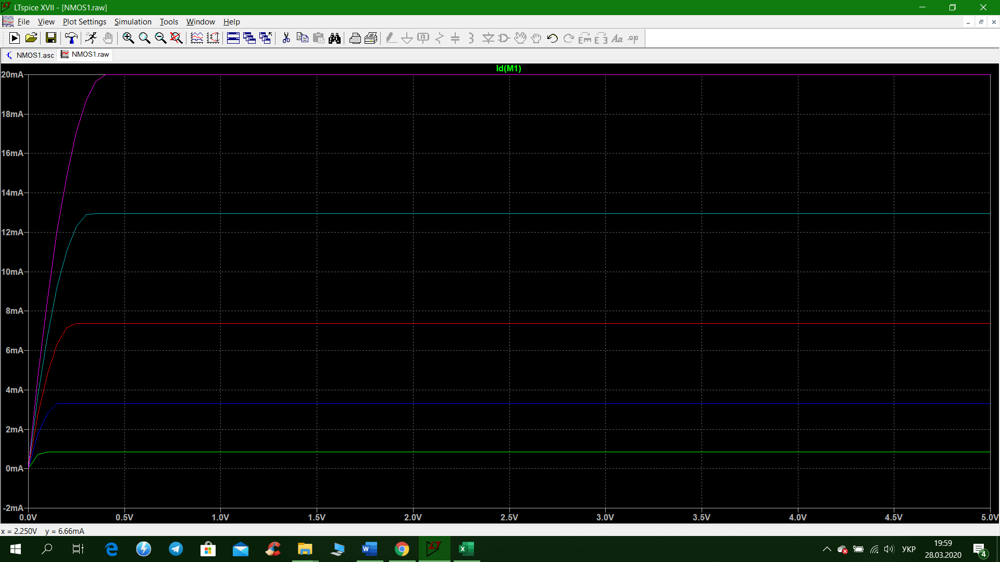 LTspice XVII - [NMOS1.raw]
File View Plot Settings Simulation Tools Window Help
.op
NMOS1.asc NMOS1.raw
Id(M1)
20mA
18mA
16mA
14mA
12mA
10mA
8mA
6mA
4mA
2mA
0mA
-2mA
0.0V 0.5V 1.0V 1.5V 2.0V 2.5V 3.0V 3.5V 4.0V 4.5V 5.0V
x = 2.250V y = 6.66mA
УКР
19:59
28.03.2020
4